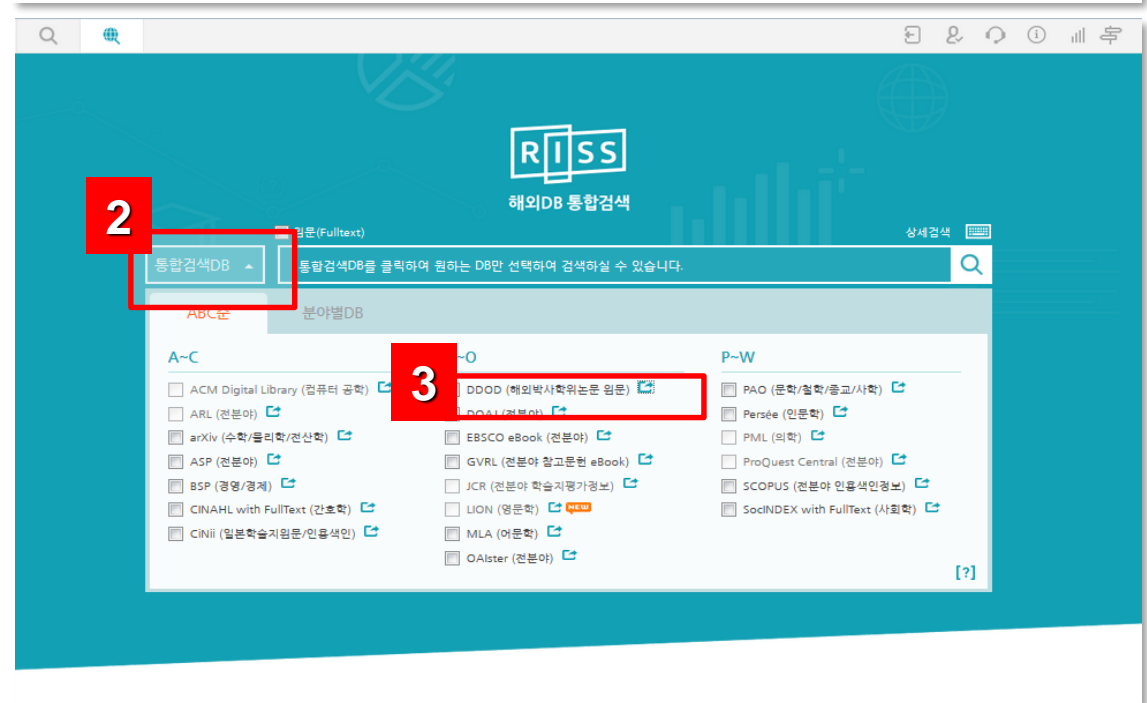 RISS
해외DB 통합검색
2
원문(Fulltext)
상세검색
통합검색DB
통합검색DB를 클릭하여 원하는 DB만 선택하여 검색하실 수 있습니다.
ABC순
분야별DB
A~C
ACM Digital Library (컴퓨터 공학)
ARL (전분야)
arXiv (수학/물리학/전산학)
ASP (전분야)
BSP (경영/경제)
CINAHL with FullText (간호학)
CiNii (일본학술지원문/인용색인)
3
~O
DDOD (해외박사학위논문 원문)
DOAJ (전분야)
EBSCO eBook (전분야)
GVRL (전분야 참고문헌 eBook)
JCR (전분야 학술지평가정보)
LION (영문학) NEW
MLA (어문학)
OAIster (전분야)
P~W
PAO (문학/철학/종교/사학)
Persée (인문학)
PML (의학)
ProQuest Central (전분야)
SCOPUS (전분야 인용색인정보)
SocINDEX with FullText (사회학)
[?]